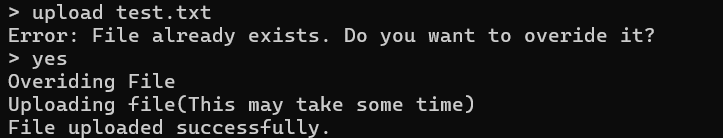 > upload test.txt
Error: File already exists. Do you want to overide it?
> yes
Overiding File
Uploading file(This may take some time)
File uploaded successfully.